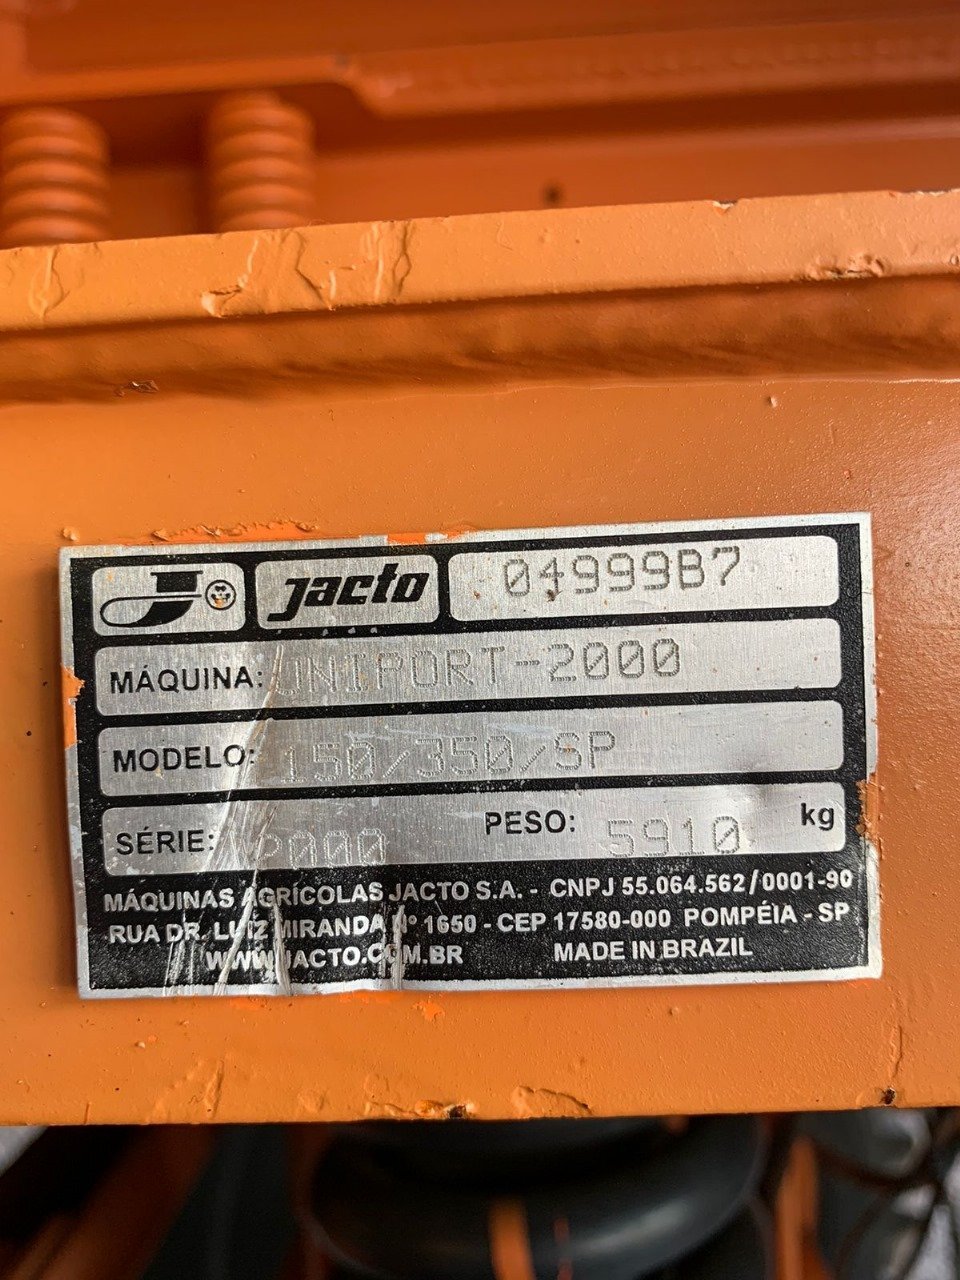 Jacto 04999B7
MÁQUINA: UNIPORT-2000
MODELO: 150/350/SP
SÉRIE: PESO: 5910 kg
MÁQUINAS AGRÍCOLAS JACTO S.A. - CNPJ 55.064.562/0001-90
RUA DR. LUIZ MIRANDA Nº 1650 - CEP 17580-000 POMPÉIA - SP
WWW.JACTO.COM.BR MADE IN BRAZIL